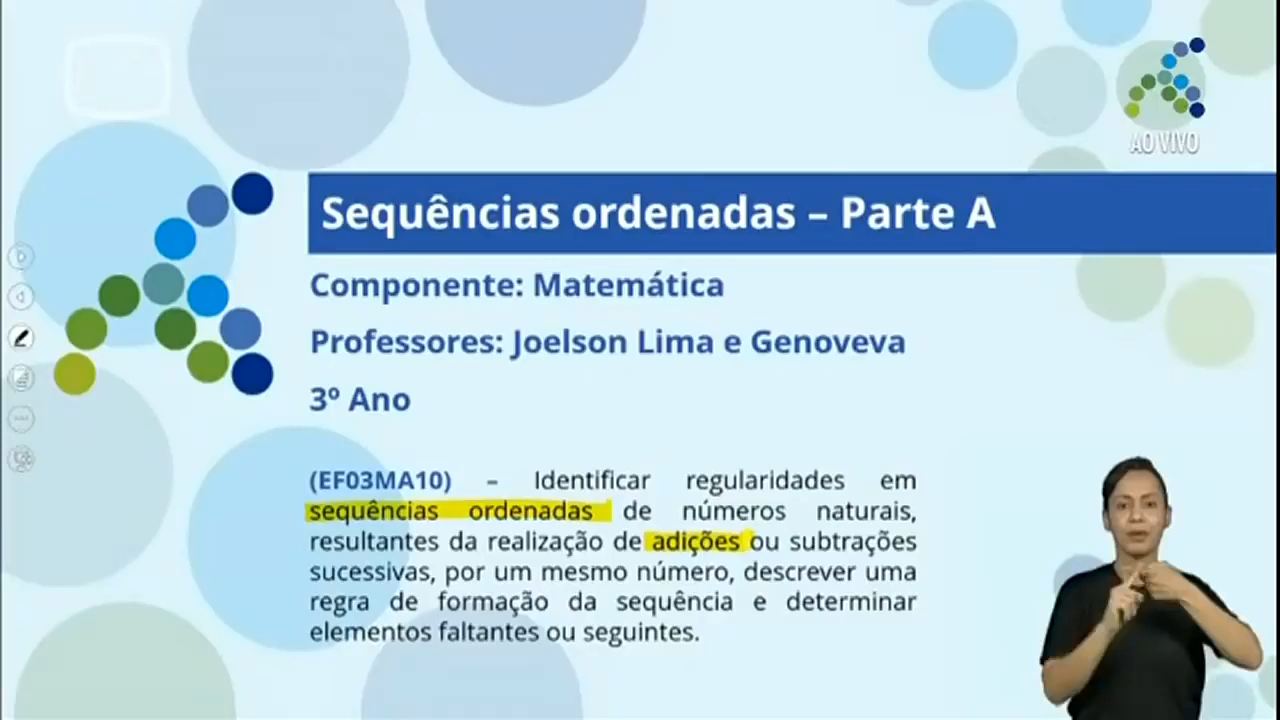 AO VIVO
Sequências ordenadas – Parte A
Componente: Matemática
Professores: Joelson Lima e Genoveva
3º Ano
(EF03MA10) – Identificar regularidades em
sequências ordenadas de números naturais,
resultantes da realização de adições ou subtrações
sucessivas, por um mesmo número, descrever uma
regra de formação da sequência e determinar
elementos faltantes ou seguintes.